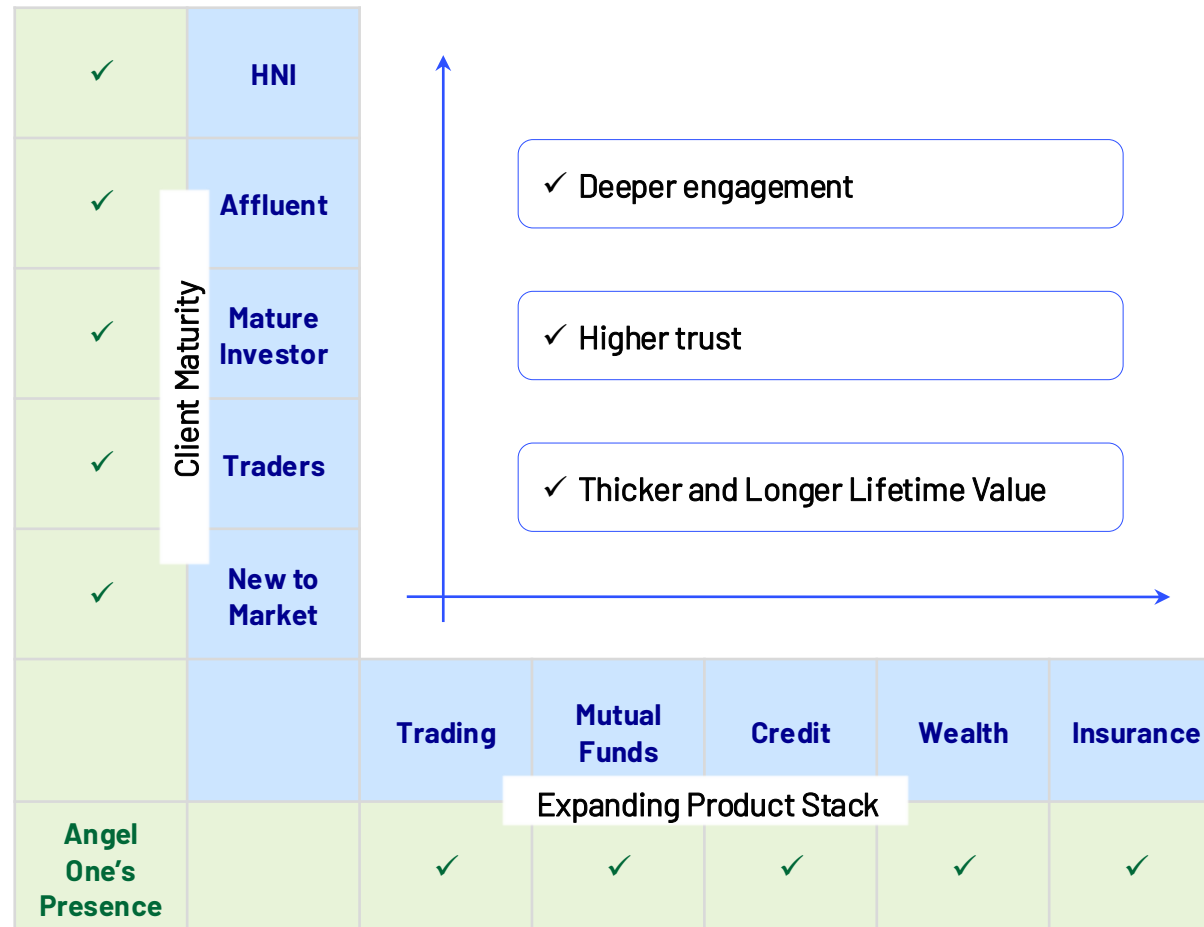 ✓ HNI
✓ Affluent
✓ Deeper engagement
Client Maturity
✓ Mature
Investor
✓ Higher trust
✓ Traders
✓ Thicker and Longer Lifetime Value
✓ New to
Market
Trading
Mutual
Funds
Credit
Wealth
Insurance
Expanding Product Stack
Angel
One's
Presence
✓ ✓ ✓ ✓ ✓